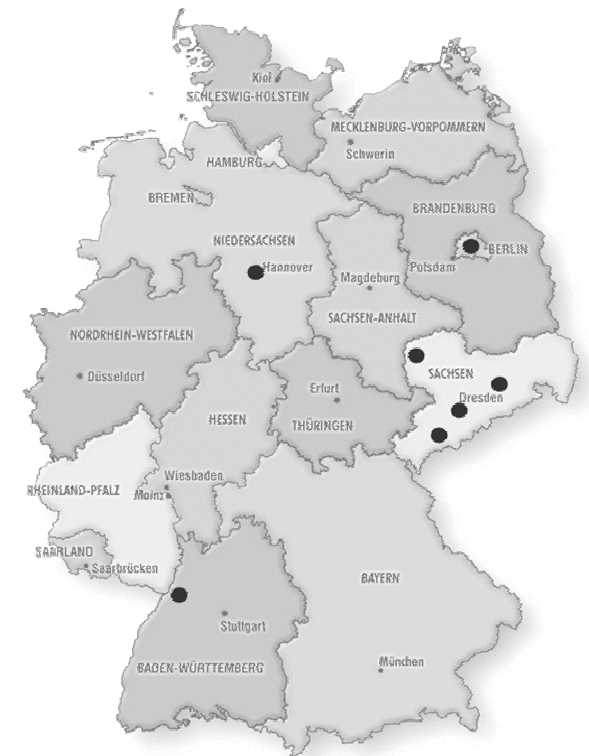 Kiel
SCHLESWIG-HOLSTEIN
MECKLENBURG-VORPOMMERN
Schwerin
HAMBURG
BREMEN
BRANDENBURG
NIEDERSACHSEN
BERLIN
Hannover
Potsdam
Magdeburg
SACHSEN-ANHALT
NORDRHEIN-WESTFALEN
Düsseldorf
SACHSEN
Erfurt
Dresden
HESSEN
THÜRINGEN
Wiesbaden
RHEINLAND-PFALZ
Mainz
SAARLAND
Saarbrücken
BAYERN
Stuttgart
München
BADEN-WÜRTTEMBERG